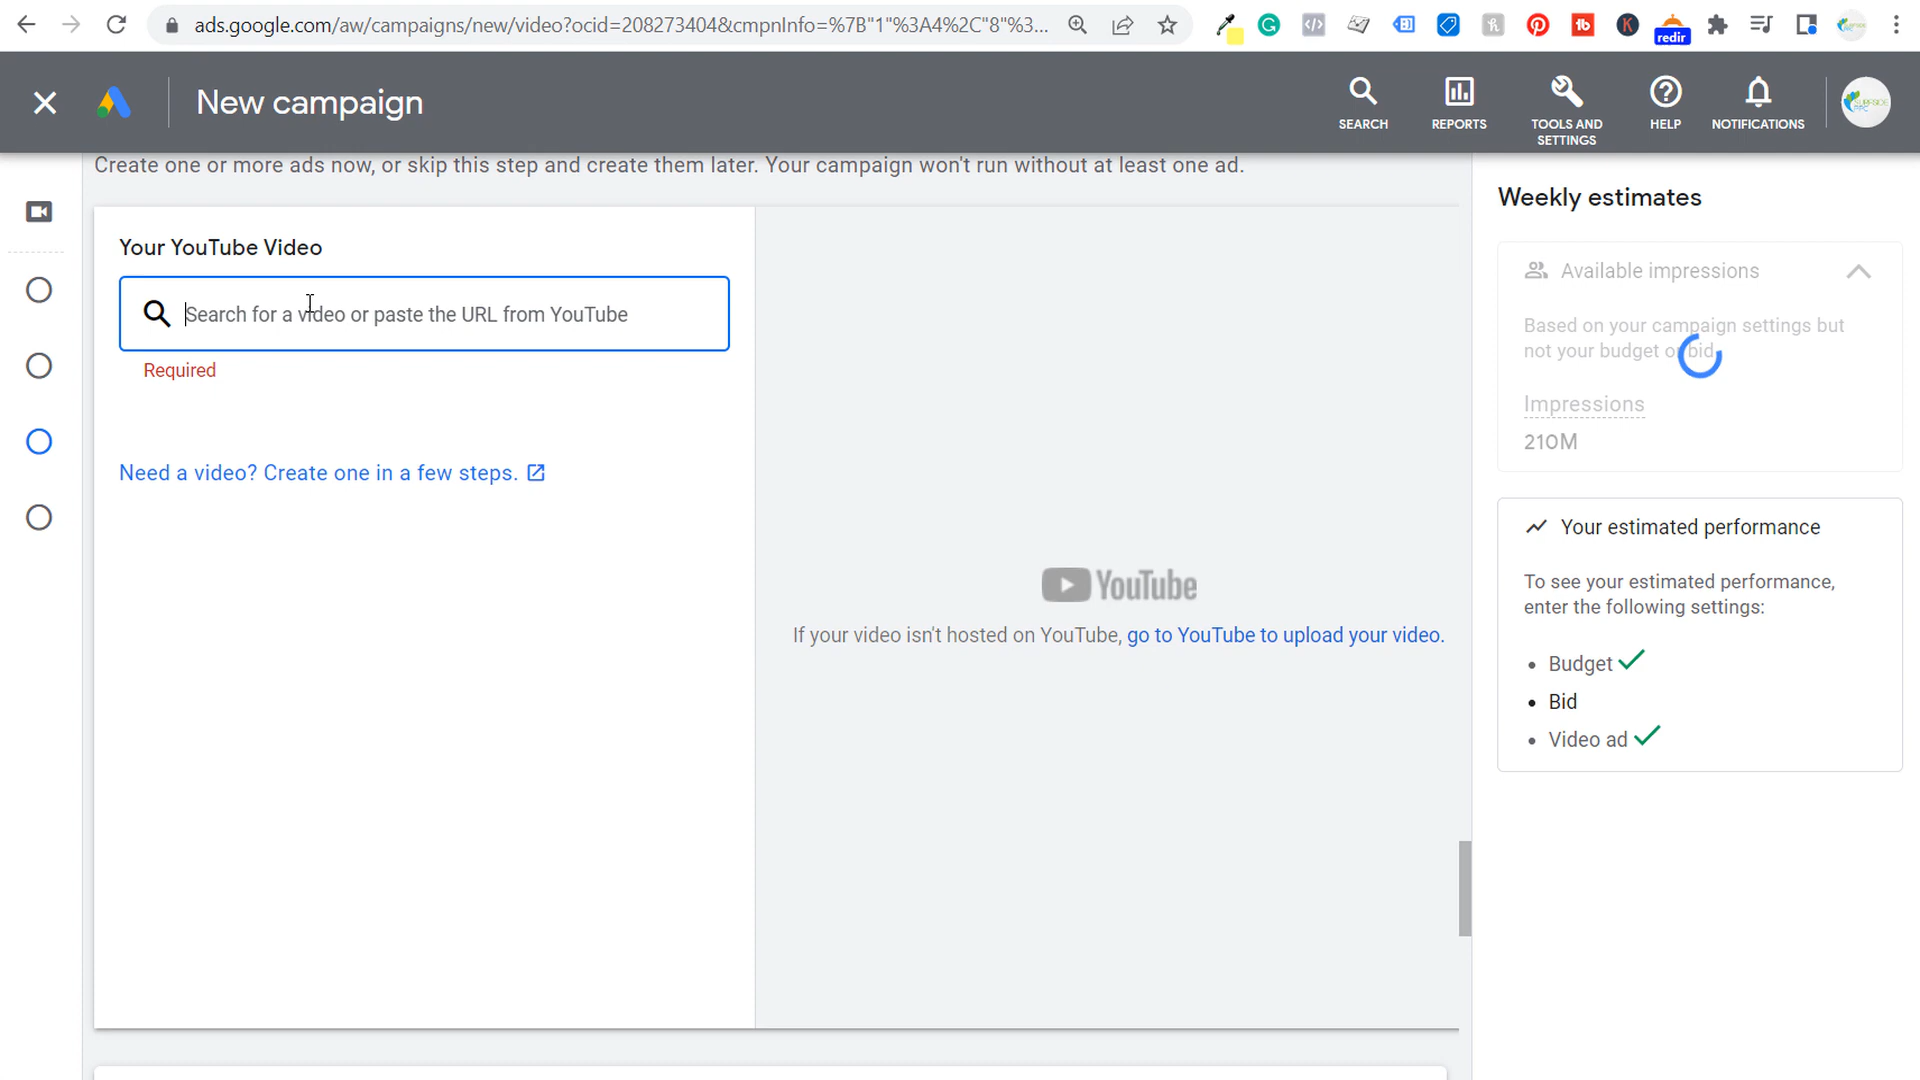 ads.google.com/aw/campaigns/new/video?ocid=208273404&cmpnInfo=%7B"1"%3A4%2C"8"%3...
redir
New campaign
SEARCH
REPORTS
TOOLS AND
SETTINGS
HELP
NOTIFICATIONS
Create one or more ads now, or skip this step and create them later. Your campaign won't run without at least one ad.
Your YouTube Video
Search for a video or paste the URL from YouTube
Required
Need a video? Create one in a few steps.
YouTube
If your video isn't hosted on YouTube, go to YouTube to upload your video.
Weekly estimates
Available impressions
Based on your campaign settings but
not your budget or bid.
Impressions
210M
Your estimated performance
To see your estimated performance,
enter the following settings:
• Budget
• Bid
• Video ad